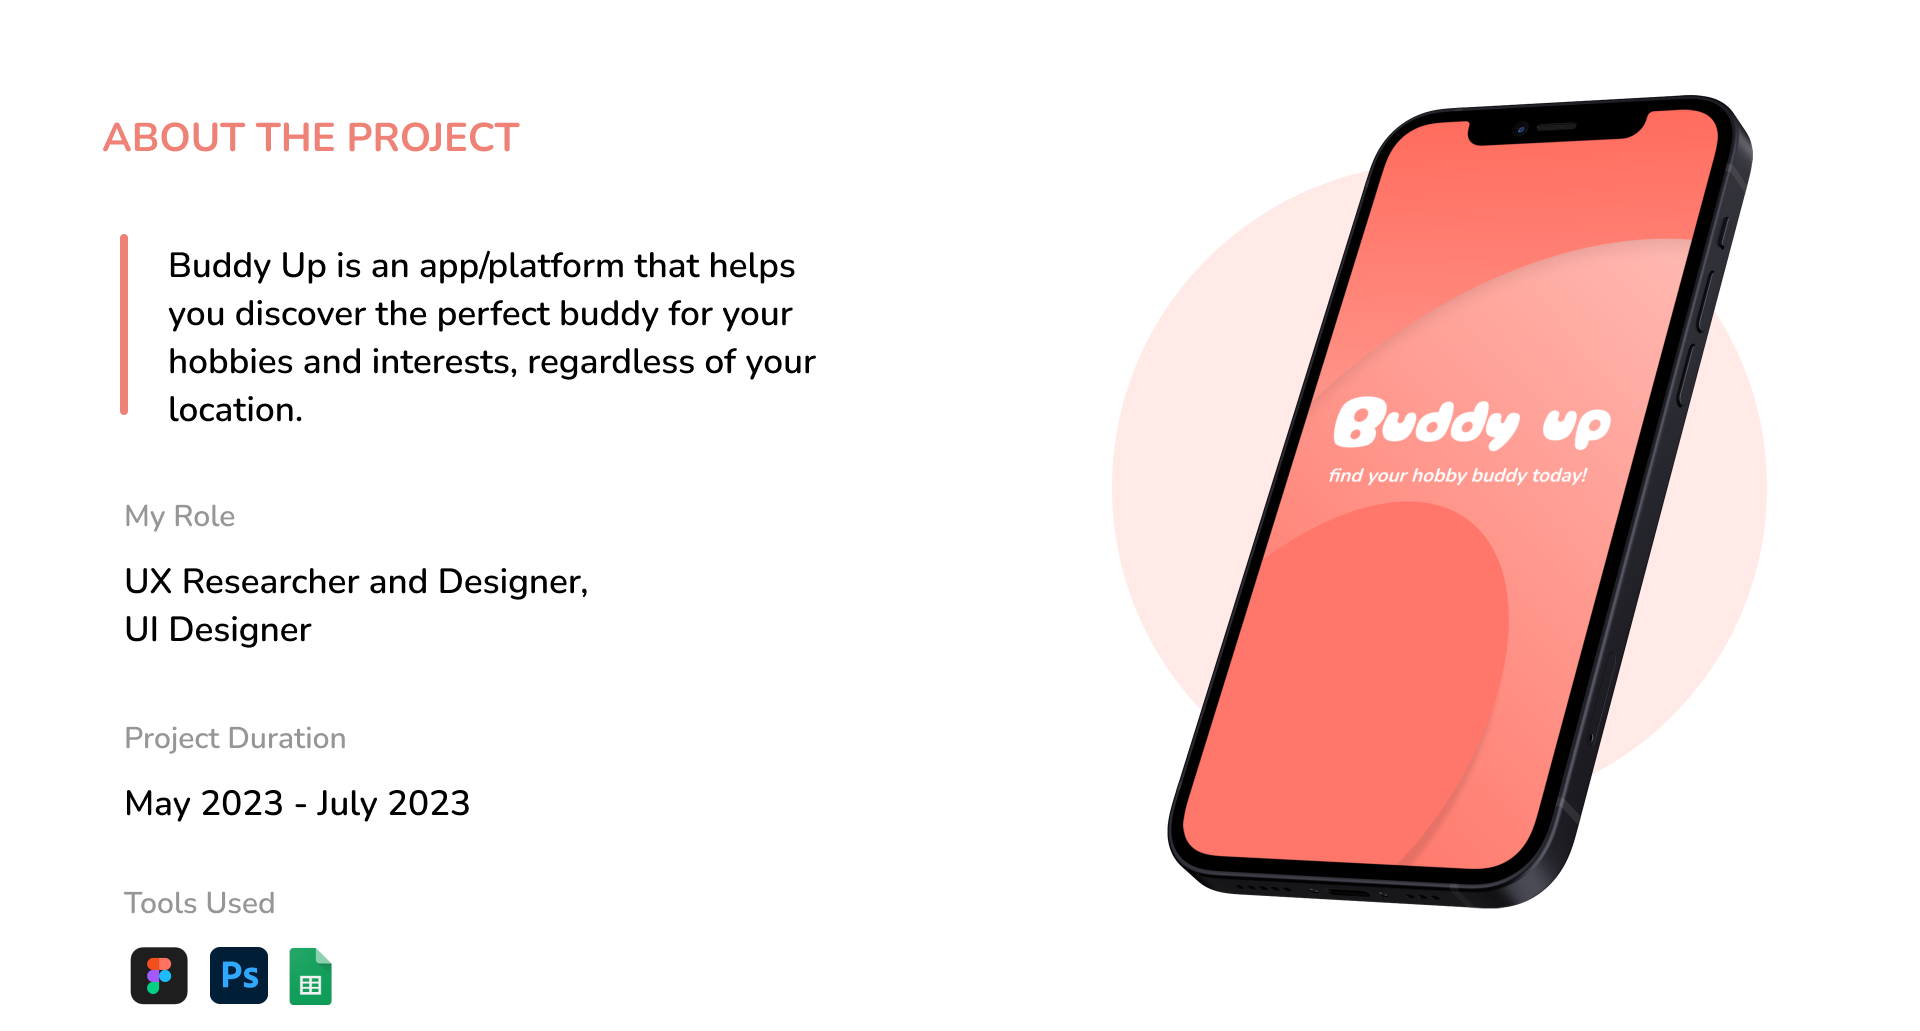 ABOUT THE PROJECT
Buddy Up is an app/platform that helps
you discover the perfect buddy for your
hobbies and interests, regardless of your
location.
My Role
UX Researcher and Designer,
UI Designer
Project Duration
May 2023 - July 2023
Tools Used
Ps
Buddy up
find your hobby buddy today!